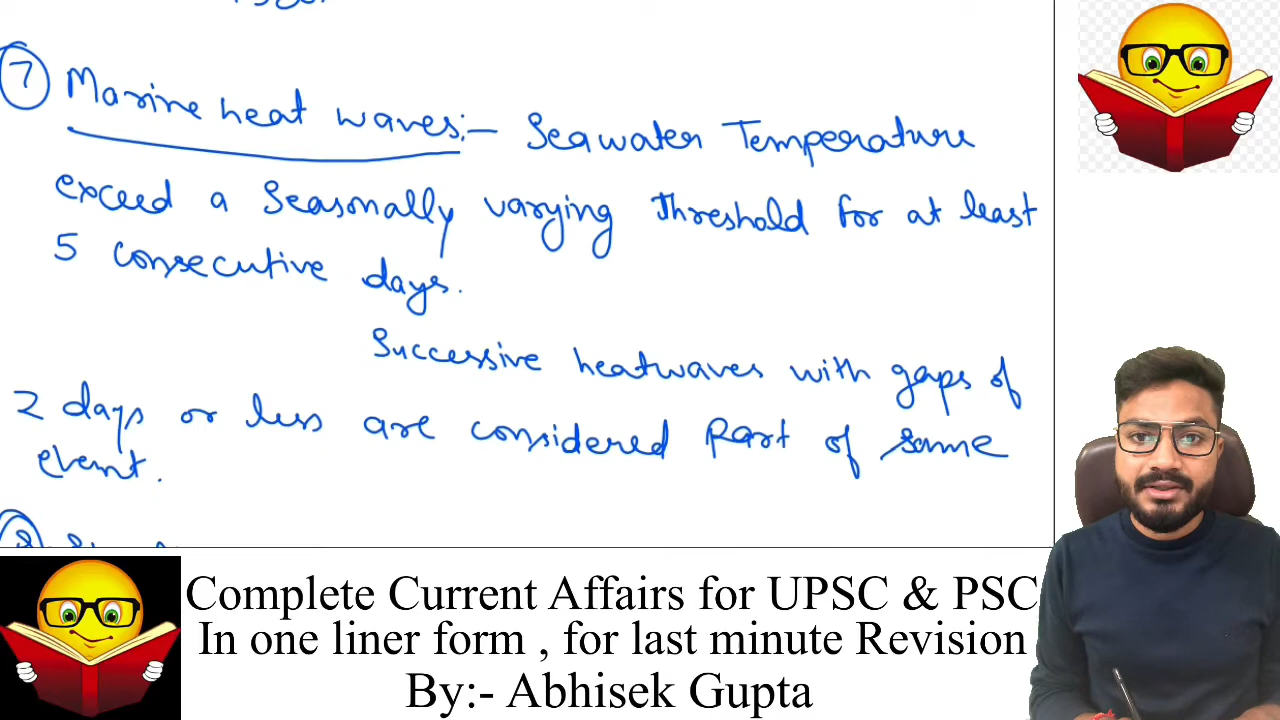 7 Marine heat waves:- Seawater Temperature
exceed a seasonally varying threshold for at least
5 consecutive days.
Successive heatwaves with gaps of
2 days or less are considered part of same
event.
Complete Current Affairs for UPSC & PSC
In one liner form , for last minute Revision
By:- Abhisek Gupta